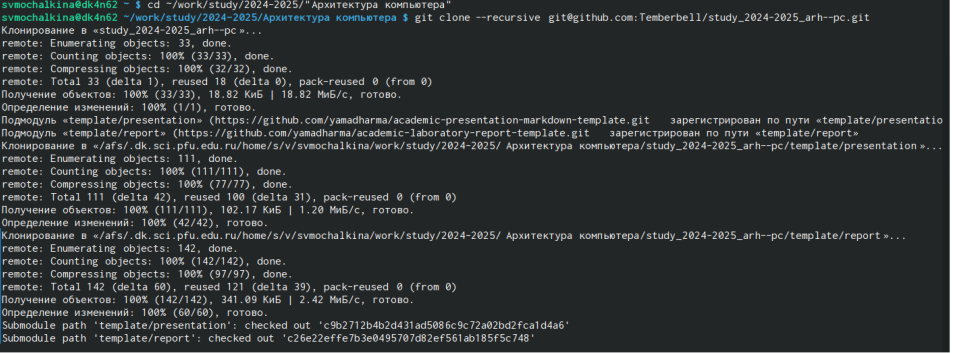 svmochalkina@dk4n62 ~ $ cd ~/work/study/2024-2025/"Архитектура компьютера"
svmochalkina@dk4n62 ~/work/study/2024-2025/Архитектура компьютера $ git clone --recursive git@github.com:Temberbell/study_2024-2025_arh--pc.git
Клонирование в «study_2024-2025_arh--pc»...
remote: Enumerating objects: 33, done.
remote: Counting objects: 100% (33/33), done.
remote: Compressing objects: 100% (32/32), done.
remote: Total 33 (delta 1), reused 18 (delta 0), pack-reused 0 (from 0)
Получение объектов: 100% (33/33), 18.82 КиБ | 18.82 МиБ/с, готово.
Определение изменений: 100% (1/1), готово.
Подмодуль «template/presentation» (https://github.com/yamadharma/academic-presentation-markdown-template.git зарегистрирован по пути «template/presentatio
Подмодуль «template/report» (https://github.com/yamadharma/academic-laboratory-report-template.git зарегистрирован по пути «template/report»
Клонирование в «/afs/.dk.sci.pfu.edu.ru/home/s/v/svmochalkina/work/study/2024-2025/ Архитектура компьютера/study_2024-2025_arh--pc/template/presentation»...
remote: Enumerating objects: 111, done.
remote: Counting objects: 100% (111/111), done.
remote: Compressing objects: 100% (77/77), done.
remote: Total 111 (delta 42), reused 100 (delta 31), pack-reused 0 (from 0)
Получение объектов: 100% (111/111), 102.17 КиБ | 1.20 МиБ/с, готово.
Определение изменений: 100% (42/42), готово.
Клонирование в «/afs/.dk.sci.pfu.edu.ru/home/s/v/svmochalkina/work/study/2024-2025/ Архитектура компьютера/study_2024-2025_arh--pc/template/report»...
remote: Enumerating objects: 142, done.
remote: Counting objects: 100% (142/142), done.
remote: Compressing objects: 100% (97/97), done.
remote: Total 142 (delta 60), reused 121 (delta 39), pack-reused 0 (from 0)
Получение объектов: 100% (142/142), 341.09 КиБ | 2.42 МиБ/с, готово.
Определение изменений: 100% (60/60), готово.
Submodule path 'template/presentation': checked out 'c9b2712b4b2d431ad5086c9c72a02bd2fca1d4a6'
Submodule path 'template/report': checked out 'c26e22effe7b3e0495707d82ef561ab185f5c748'